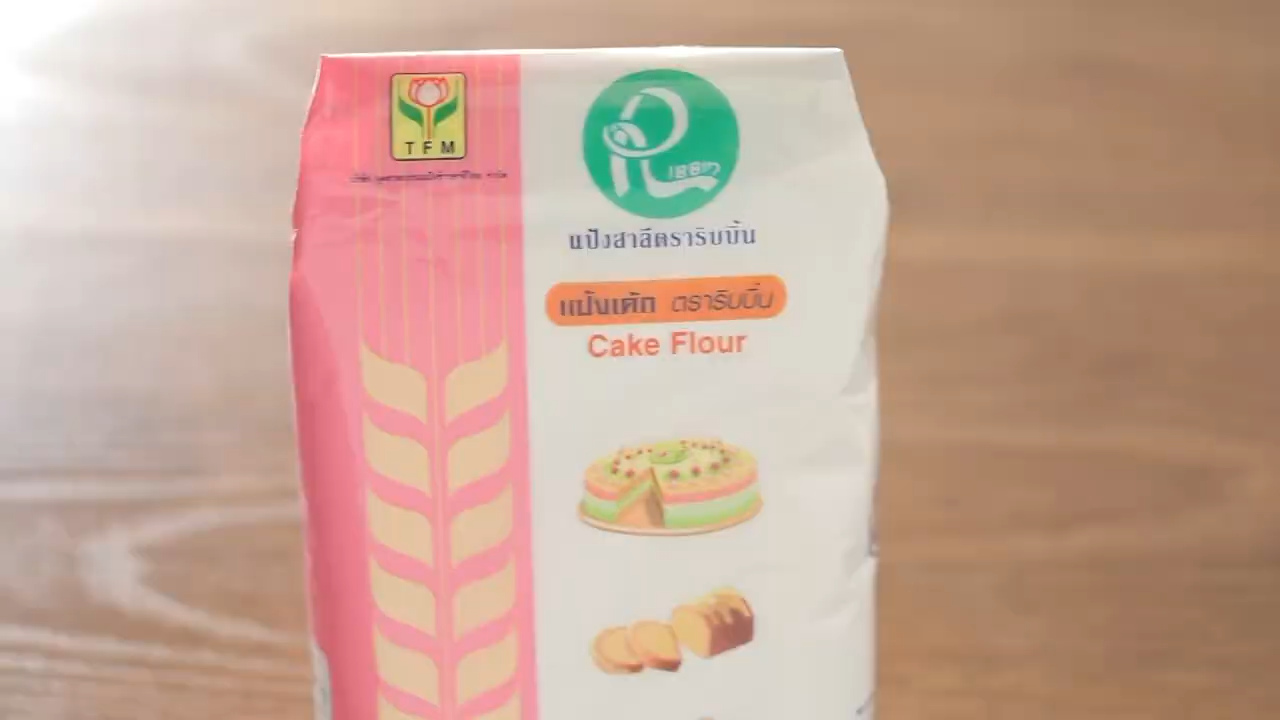 TFM
Ribbin
แป้งสาลีตราริบบิ้น
แป้งเค้ก ตราริบบิ้น
Cake Flour